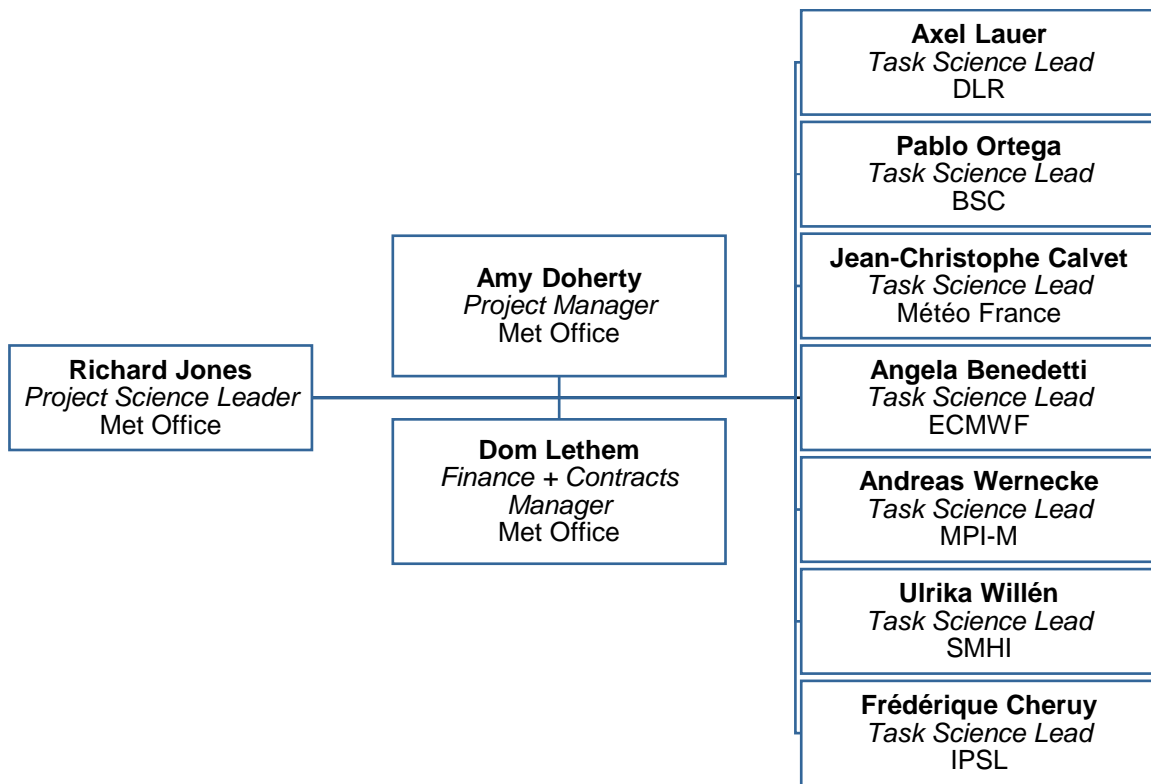 Richard Jones
Project Science Leader
Met Office
Amy Doherty
Project Manager
Met Office
Dom Lethem
Finance + Contracts
Manager
Met Office
Axel Lauer
Task Science Lead
DLR
Pablo Ortega
Task Science Lead
BSC
Jean-Christophe Calvet
Task Science Lead
Météo France
Angela Benedetti
Task Science Lead
ECMWF
Andreas Wernecke
Task Science Lead
MPI-M
Ulrika Willén
Task Science Lead
SMHI
Frédérique Cheruy
Task Science Lead
IPSL